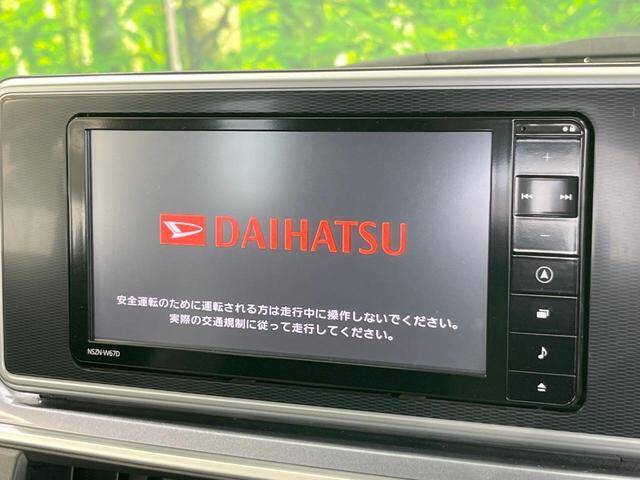 DAIHATSU
安全運転のために運転される方は走行中に操作しないでください。
実際の交通規制に従って走行してください。
NSZN-W67D